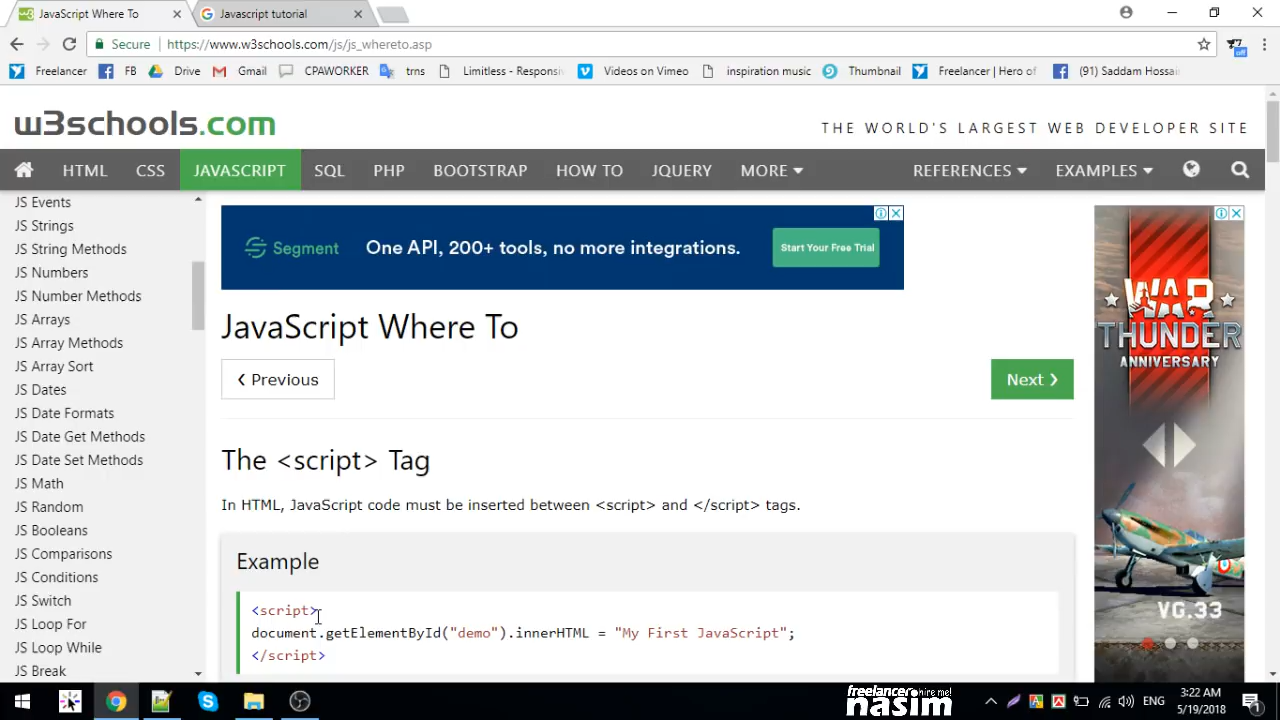 JavaScript Where To
Javascript tutorial
Secure https://www.w3schools.com/js/js_whereto.asp
off
Freelancer FB Drive Gmail CPAWORKER trns Limitless - Responsi Videos on Vimeo inspiration music Thumbnail Freelancer | Hero of (91) Saddam Hossai
w3schools.com
THE WORLD'S LARGEST WEB DEVELOPER SITE
HTML CSS JAVASCRIPT SQL PHP BOOTSTRAP HOW TO JQUERY MORE REFERENCES EXAMPLES
JS Events
JS Strings
JS String Methods
JS Numbers
JS Number Methods
JS Arrays
JS Array Methods
JS Array Sort
JS Dates
JS Date Formats
JS Date Get Methods
JS Date Set Methods
JS Math
JS Random
JS Booleans
JS Comparisons
JS Conditions
JS Switch
JS Loop For
JS Loop While
JS Break
Segment One API, 200+ tools, no more integrations. Start Your Free Trial
JavaScript Where To
❮ Previous
Next ❯
The <script> Tag
In HTML, JavaScript code must be inserted between <script> and </script> tags.
Example
<script>
document.getElementById("demo").innerHTML = "My First JavaScript";
</script>
WAR
THUNDER
ANNIVERSARY
VG.33
freelancer hire me!
nasim
ENG
3:22 AM
5/19/2018
1